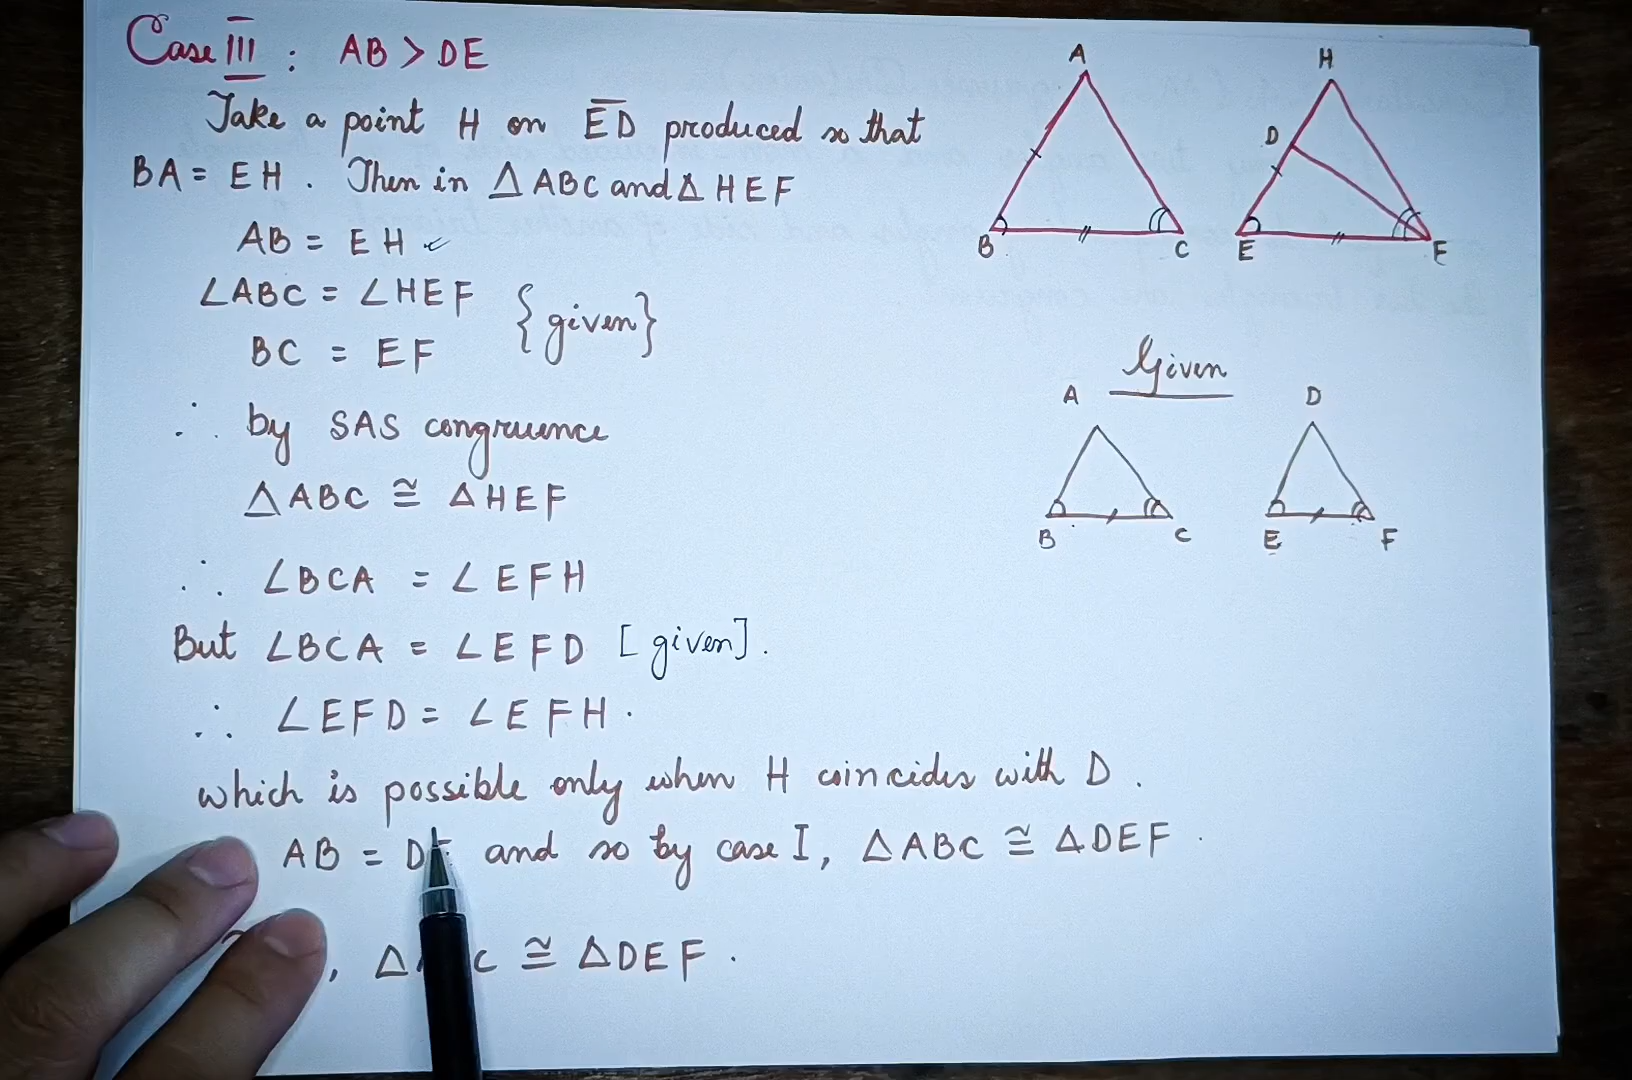 Case III : AB > DE
Take a point H on ED produced so that
BA = EH . Then in △ABC and △HEF
AB = EH
∠ABC = ∠HEF
{given}
BC = EF
∴ by SAS congruence
△ABC ≅ △HEF
∴ ∠BCA = ∠EFH
But ∠BCA = ∠EFD [given].
∴ ∠EFD = ∠EFH.
which is possible only when H coincides with D.
AB = DE and so by case I, △ABC ≅ △DEF.
, △ C ≅ △DEF.
A
H
D
B
C
E
F
Given
A
D
B
C
E
F